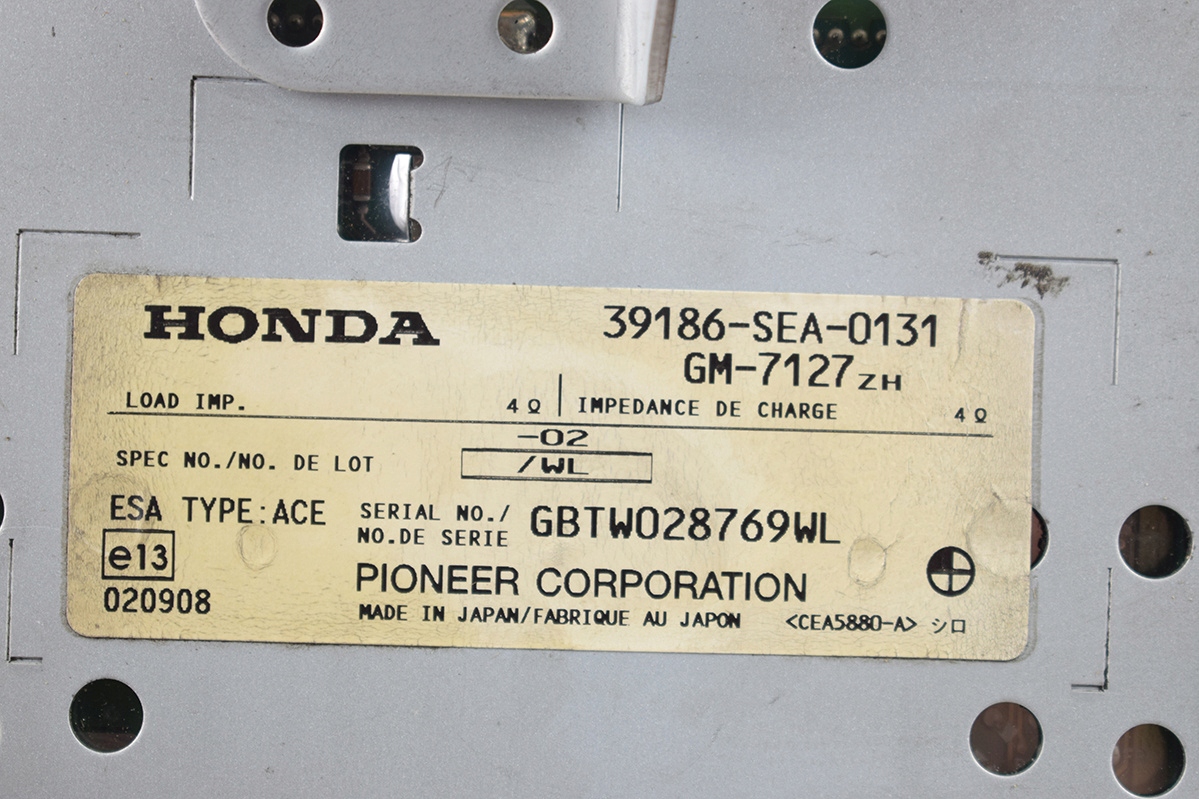 HONDA 39186-SEA-0131
GM-7127ZH
LOAD IMP. 4Ω IMPEDANCE DE CHARGE 4Ω
-02
SPEC NO./NO. DE LOT /WL
ESA TYPE:ACE SERIAL NO./ GBTW028769WL
NO.DE SERIE
e13
020908
PIONEER CORPORATION
MADE IN JAPAN/FABRIQUE AU JAPON <CEA5880-A> シロ